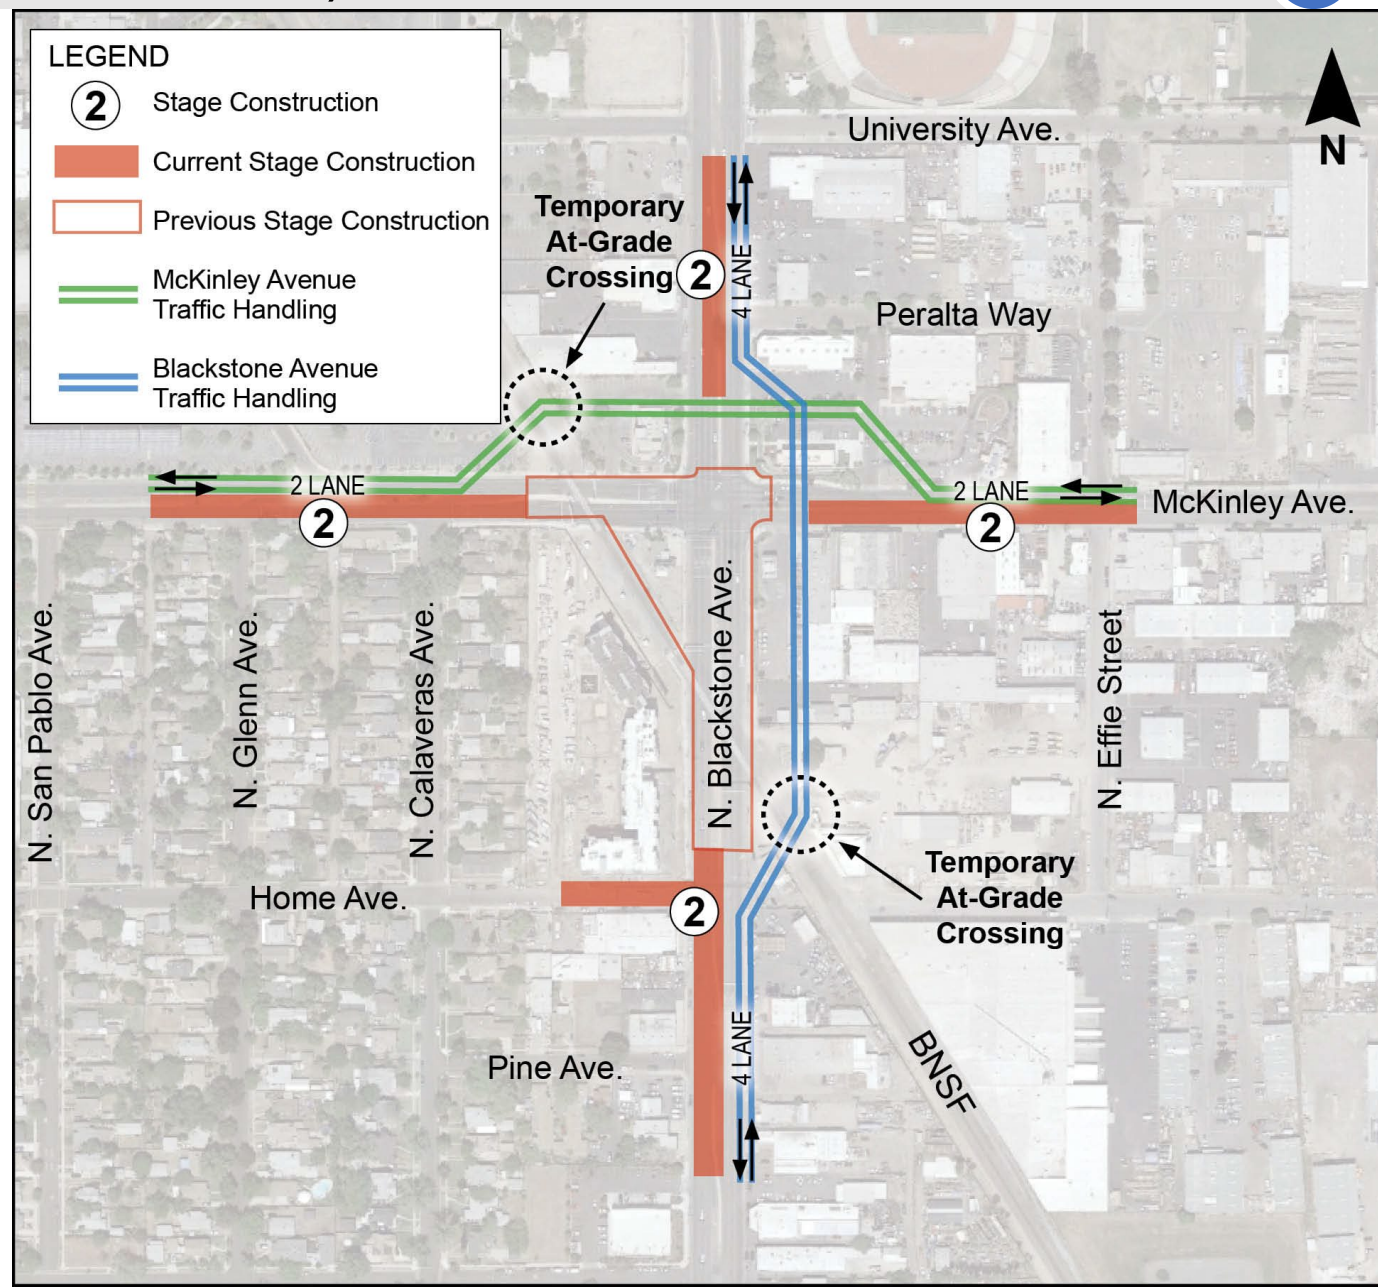 LEGEND
2 Stage Construction
Current Stage Construction
Previous Stage Construction
McKinley Avenue
Traffic Handling
Blackstone Avenue
Traffic Handling
University Ave.
N
Temporary
At-Grade
Crossing
2
4 LANE
Peralta Way
2 LANE
2
2 LANE
2
McKinley Ave.
N. San Pablo Ave.
N. Glenn Ave.
N. Calaveras Ave.
N. Blackstone Ave.
N. Effie Street
Temporary
At-Grade
Crossing
Home Ave.
2
Pine Ave.
4 LANE
BNSF